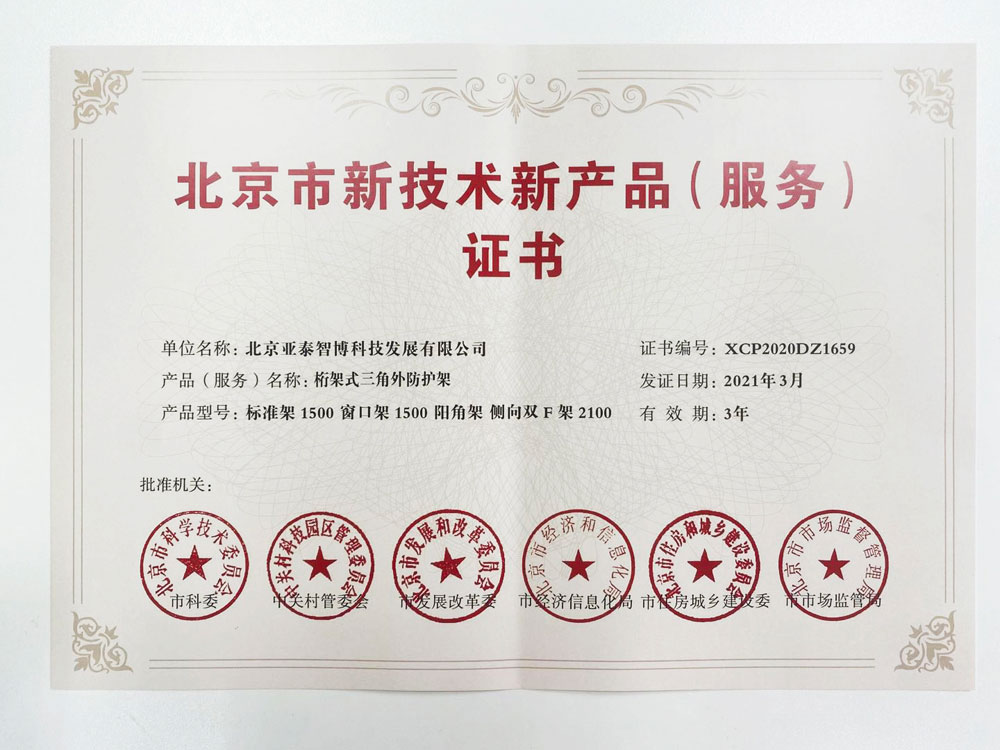 北京市新技术新产品（服务）
证书
单位名称：北京亚泰智博科技发展有限公司
产品（服务）名称：桁架式三角外防护架
产品型号：标准架 1500 窗口架 1500 阳角架 侧向双 F 架 2100
证书编号：XCP2020DZ1659
发证日期：2021年3月
有 效 期：3年
批准机关：
北京市科学技术委员会
中关村科技园区管理委员会
北京市发展和改革委员会
北京市经济和信息化局
北京市住房和城乡建设委员会
北京市市场监督管理局
市科委
中关村管委会
市发展改革委
市经济信息化局
市住房城乡建设委
市市场监管局